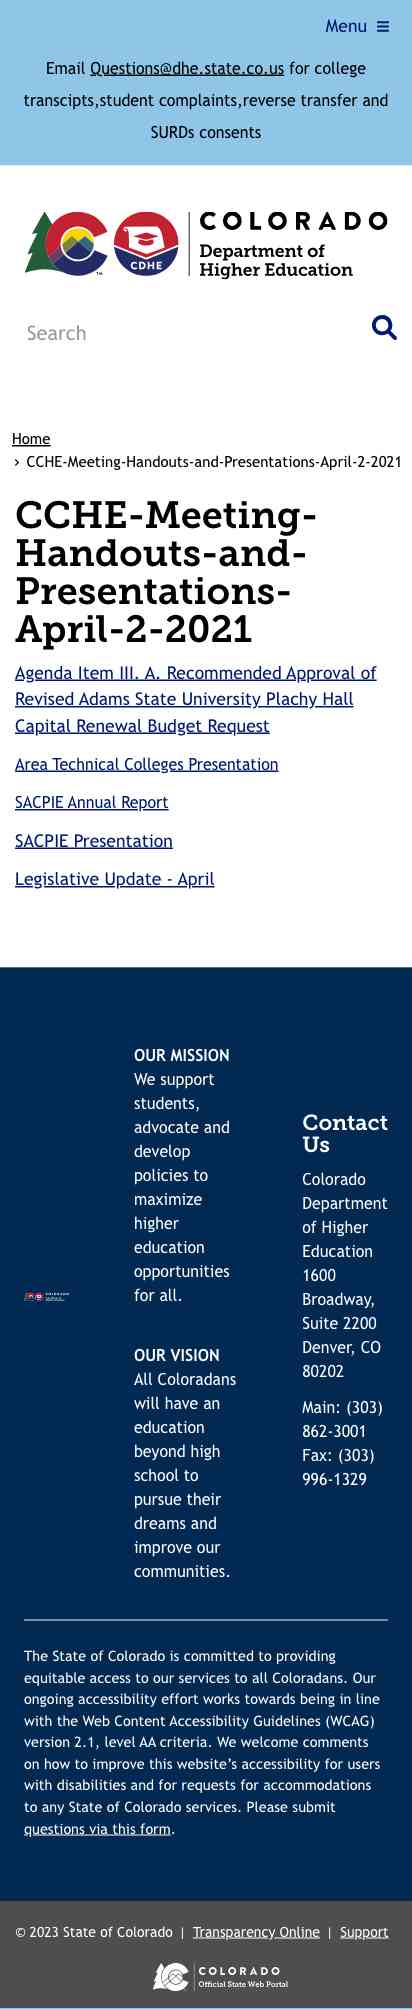 Menu
Email Questions@dhe.state.co.us for college
transcipts,student complaints,reverse transfer and
SURDs consents
CDHE
TM
COLORADO
Department of
Higher Education
Search
Home
› CCHE-Meeting-Handouts-and-Presentations-April-2-2021
CCHE-Meeting-
Handouts-and-
Presentations-
April-2-2021
Agenda Item III. A. Recommended Approval of
Revised Adams State University Plachy Hall
Capital Renewal Budget Request
Area Technical Colleges Presentation
SACPIE Annual Report
SACPIE Presentation
Legislative Update - April
OUR MISSION
We support
students,
advocate and
develop
policies to
maximize
higher
education
opportunities
for all.
OUR VISION
All Coloradans
will have an
education
beyond high
school to
pursue their
dreams and
improve our
communities.
Contact
Us
Colorado
Department
of Higher
Education
1600
Broadway,
Suite 2200
Denver, CO
80202
Main: (303)
862-3001
Fax: (303)
996-1329
The State of Colorado is committed to providing
equitable access to our services to all Coloradans. Our
ongoing accessibility effort works towards being in line
with the Web Content Accessibility Guidelines (WCAG)
version 2.1, level AA criteria. We welcome comments
on how to improve this website’s accessibility for users
with disabilities and for requests for accommodations
to any State of Colorado services. Please submit
questions via this form.
© 2023 State of Colorado | Transparency Online | Support
COLORADO
Official State Web Portal